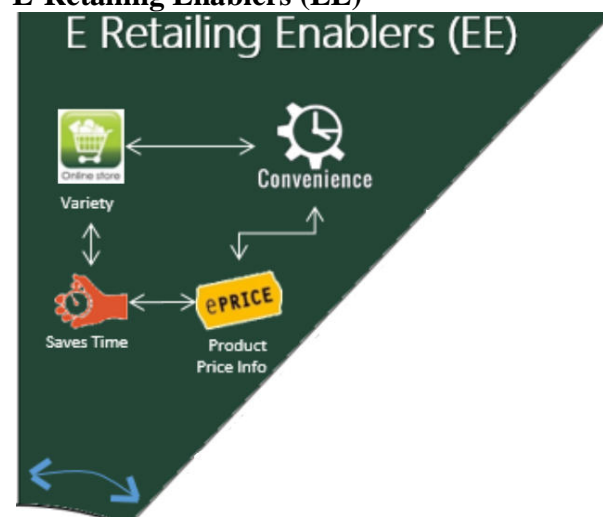 E Retailing Enablers (EE)
E Retailing Enablers (EE)
Online store
Convenience
Variety
ePRICE
Saves Time
Product
Price Info